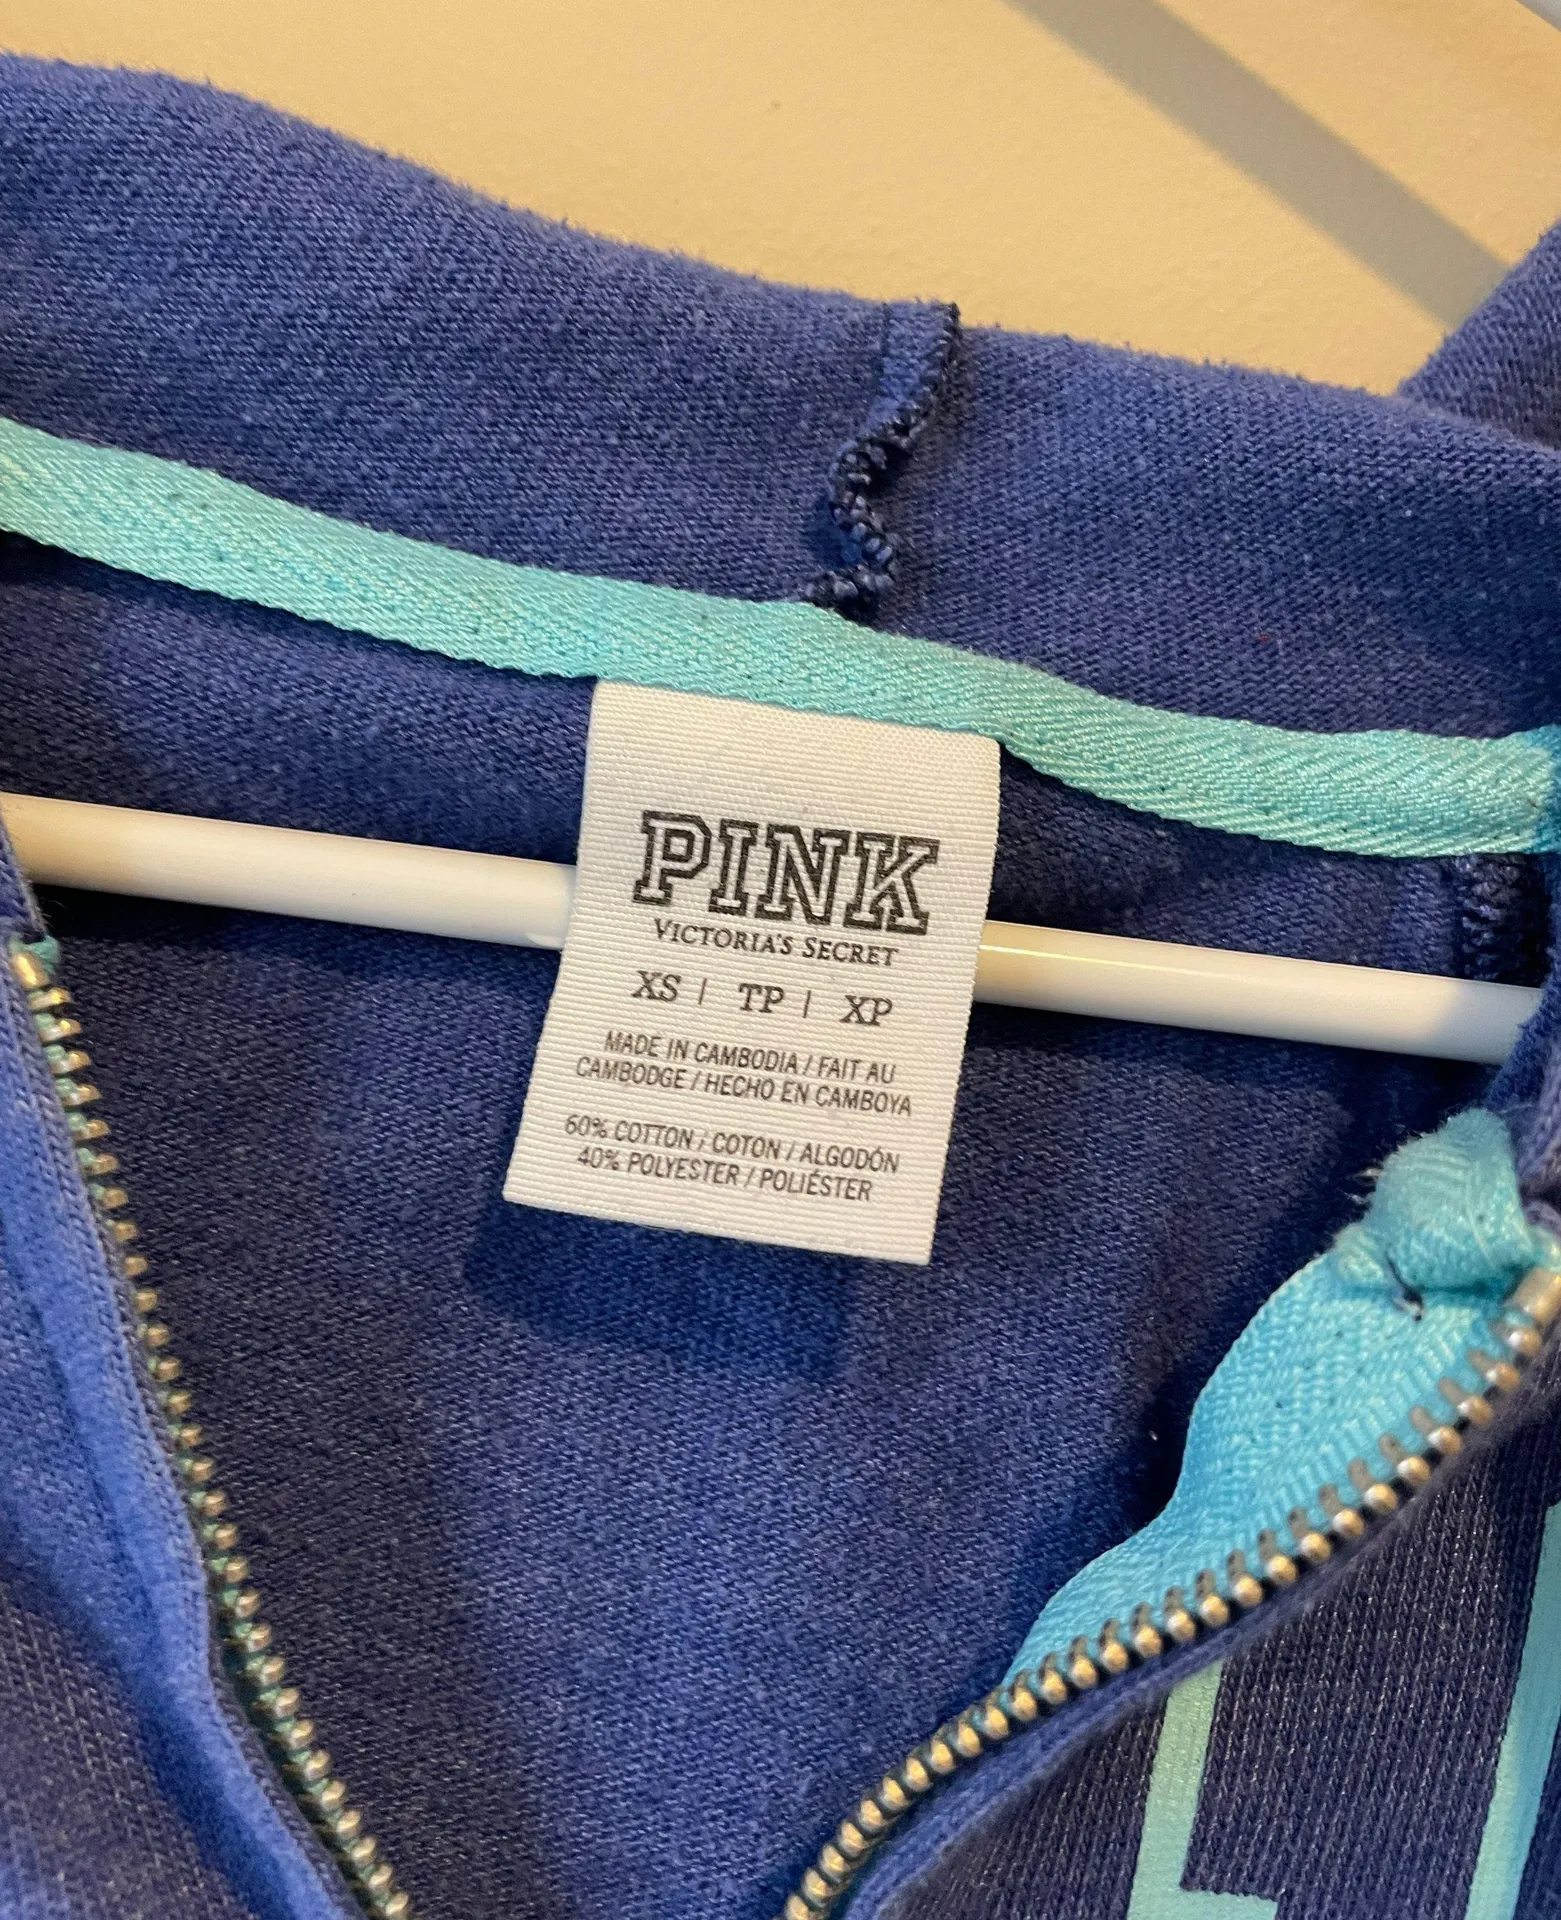 PINK
VICTORIA'S SECRET
XS | TP | XP
MADE IN CAMBODIA / FAIT AU
CAMBODGE / HECHO EN CAMBOYA
60% COTTON / COTON / ALGODÓN
40% POLYESTER / POLIÉSTER